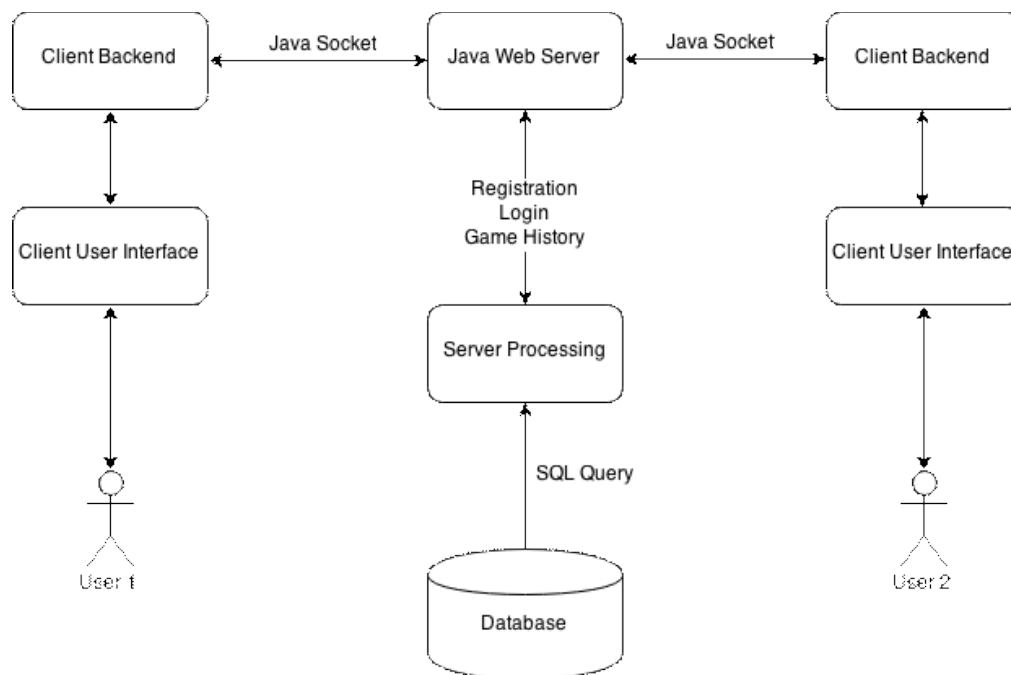 Client Backend
Java Socket
Java Web Server
Java Socket
Client Backend
Registration
Login
Game History
Client User Interface
Client User Interface
Server Processing
SQL Query
User 1
User 2
Database